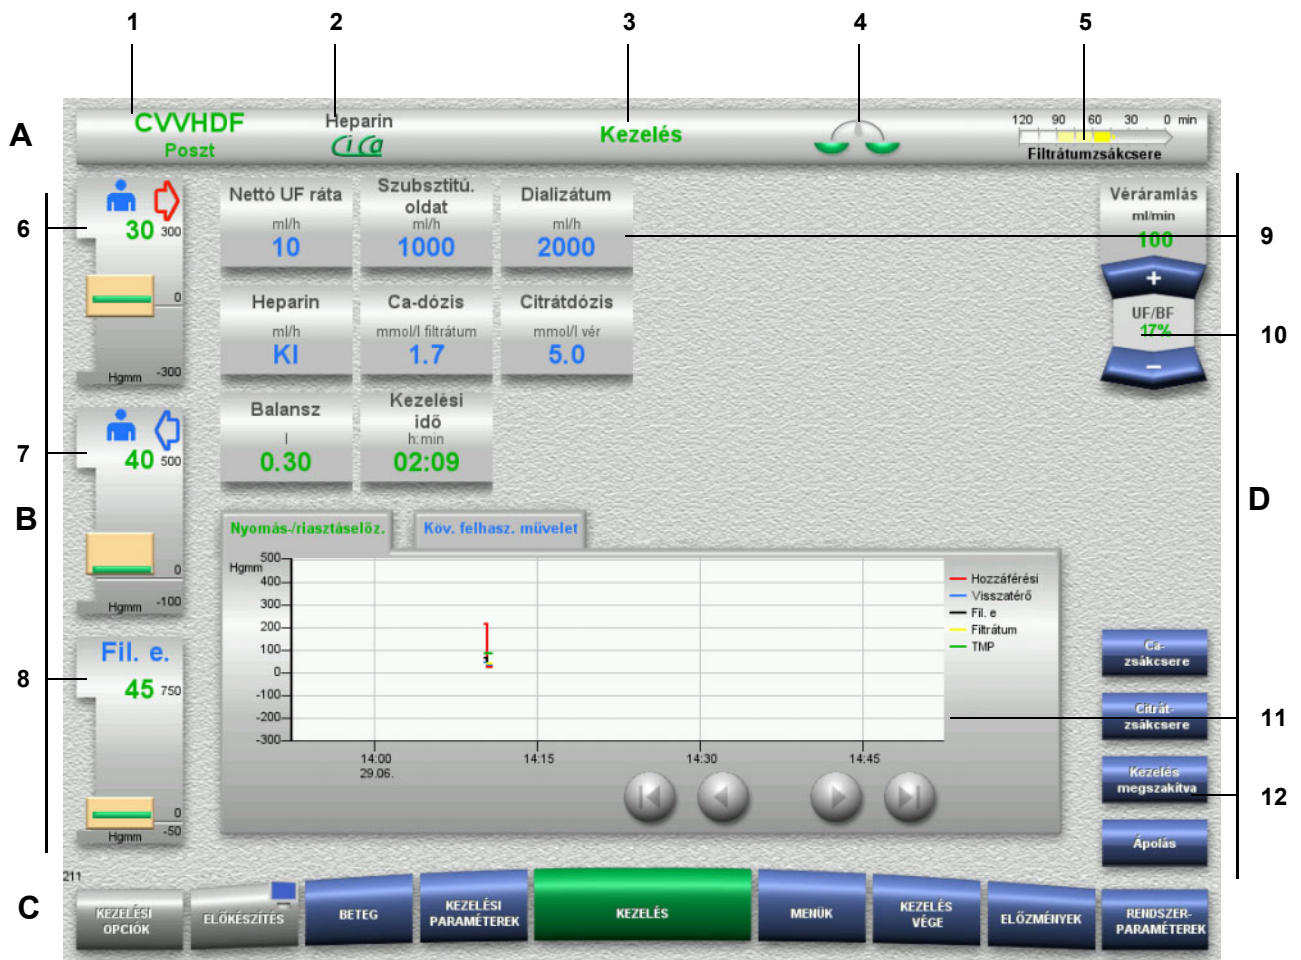 1 2 3 4 5
A
CVVHDF
Poszt
Heparin
CiCa
Kezelés
120 90 60 30 0 min
Filtrátumzsákcsere
6
30 300
0
-300
Hgmm
7
40 500
0
-100
Hgmm
B
8
Fil. e.
45 750
0
-50
Hgmm
Nettó UF ráta
ml/h
10
Szubsztitú.
oldat
ml/h
1000
Dializátum
ml/h
2000
Heparin
ml/h
KI
Ca-dózis
mmol/l filtrátum
1.7
Citrátdózis
mmol/l vér
5.0
Balansz
l
0.30
Kezelési
idő
h:min
02:09
Nyomás-/riasztáselőz.
Köv. felhasz. művelet
Hgmm
500
400
300
200
100
0
-100
-200
-300
14:00 14:15 14:30 14:45
29.06.
Hozzáférési
Visszatérő
Fil. e
Filtrátum
TMP
Véráramlás
ml/min
100
+
UF/BF
17%
−
9
10
D
11
12
Ca-
zsákcsere
Citrát-
zsákcsere
Kezelés
megszakítva
Ápolás
211
C
KEZELÉSI
OPCIÓK
ELŐKÉSZÍTÉS
BETEG
KEZELÉSI
PARAMÉTEREK
KEZELÉS
MENÜK
KEZELÉS
VÉGE
ELŐZMÉNYEK
RENDSZER-
PARAMÉTEREK